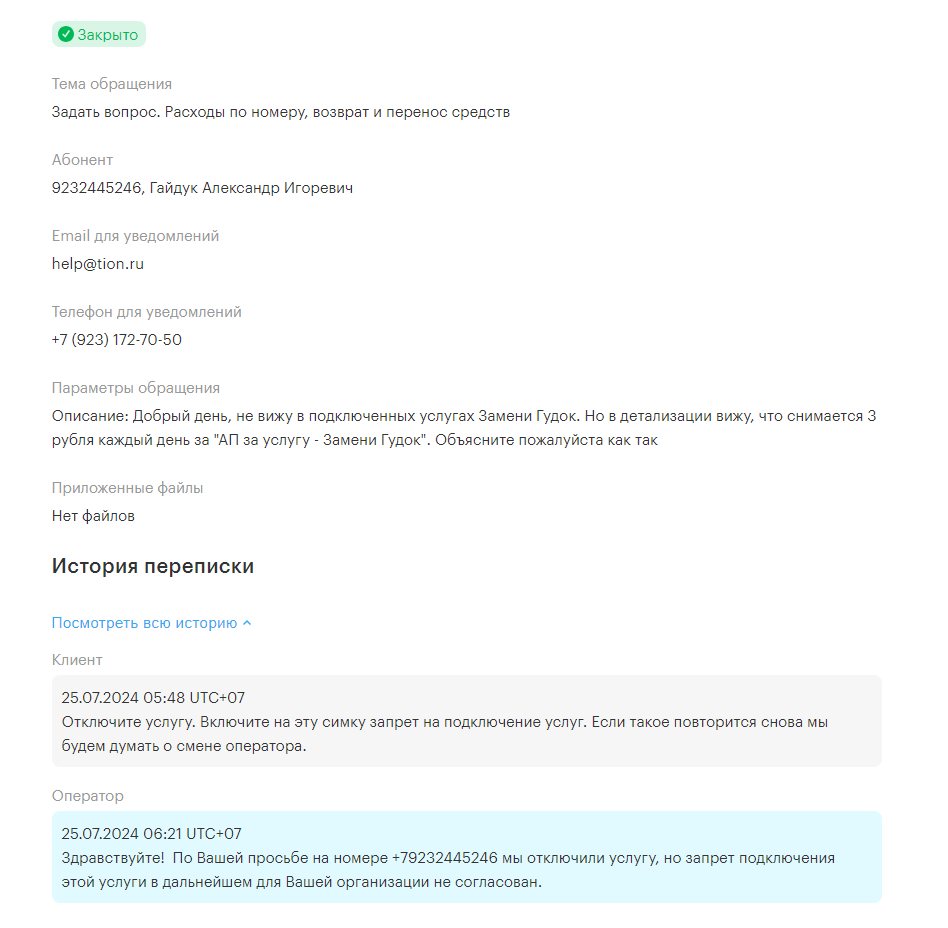 Закрыто
Тема обращения
Задать вопрос. Расходы по номеру, возврат и перенос средств
Абонент
9232445246, Гайдук Александр Игоревич
Email для уведомлений
help@tion.ru
Телефон для уведомлений
+7 (923) 172-70-50
Параметры обращения
Описание: Добрый день, не вижу в подключенных услугах Замени Гудок. Но в детализации вижу, что снимается 3
рубля каждый день за "АП за услугу - Замени Гудок". Объясните пожалуйста как так
Приложенные файлы
Нет файлов
История переписки
Посмотреть всю историю
Клиент
25.07.2024 05:48 UTC+07
Отключите услугу. Включите на эту симку запрет на подключение услуг. Если такое повторится снова мы
будем думать о смене оператора.
Оператор
25.07.2024 06:21 UTC+07
Здравствуйте!  По Вашей просьбе на номере +79232445246 мы отключили услугу, но запрет подключения
этой услуги в дальнейшем для Вашей организации не согласован.